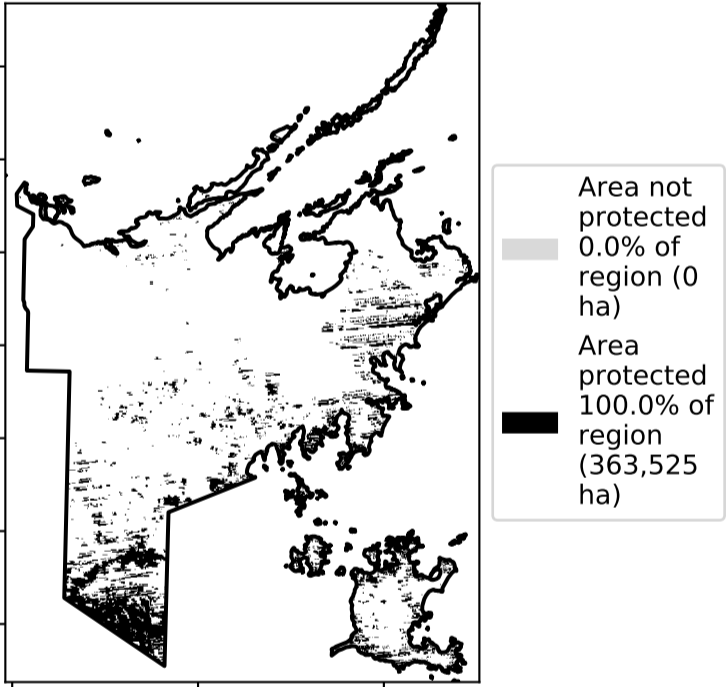 Area not
protected
0.0% of
region (0
ha)
Area
protected
100.0% of
region
(363,525
ha)